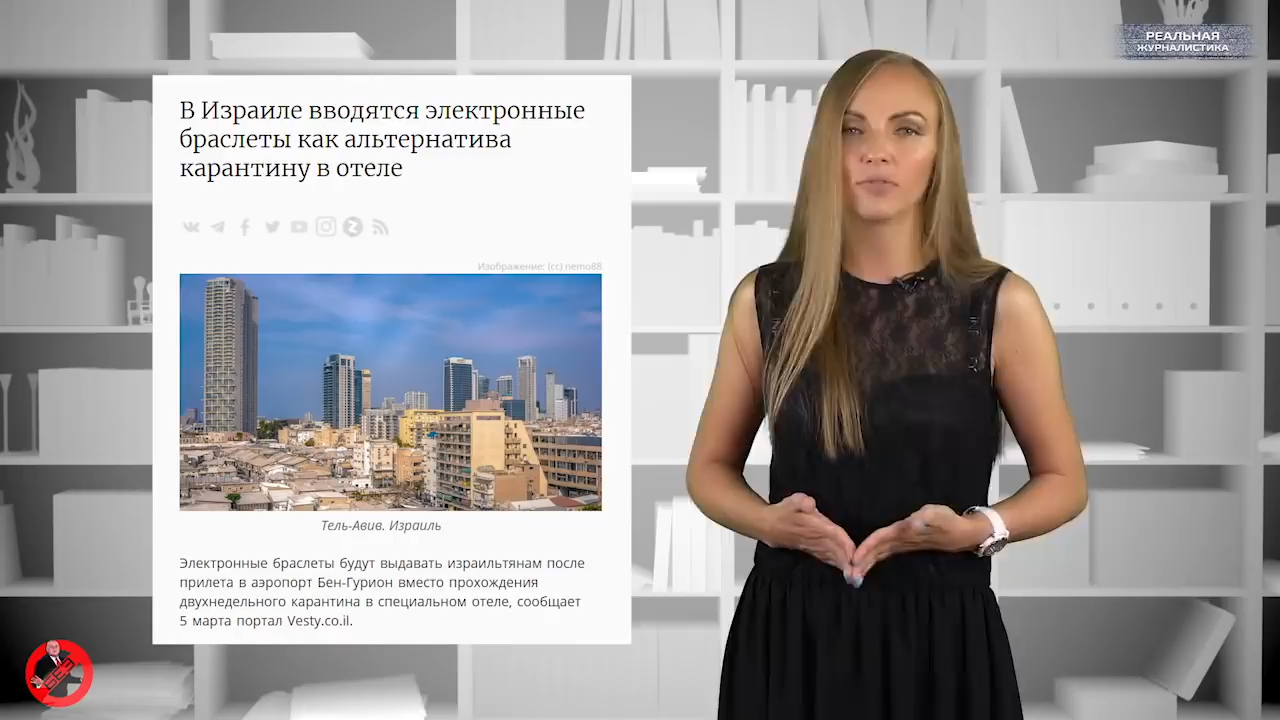 РЕАЛЬНАЯ
ЖУРНАЛИСТИКА
В Израиле вводятся электронные
браслеты как альтернатива
карантину в отеле
Изображение: (cc) nemo88
Тель-Авив. Израиль
Электронные браслеты будут выдавать израильтянам после
прилета в аэропорт Бен-Гурион вместо прохождения
двухнедельного карантина в специальном отеле, сообщает
5 марта портал Vesty.co.il.